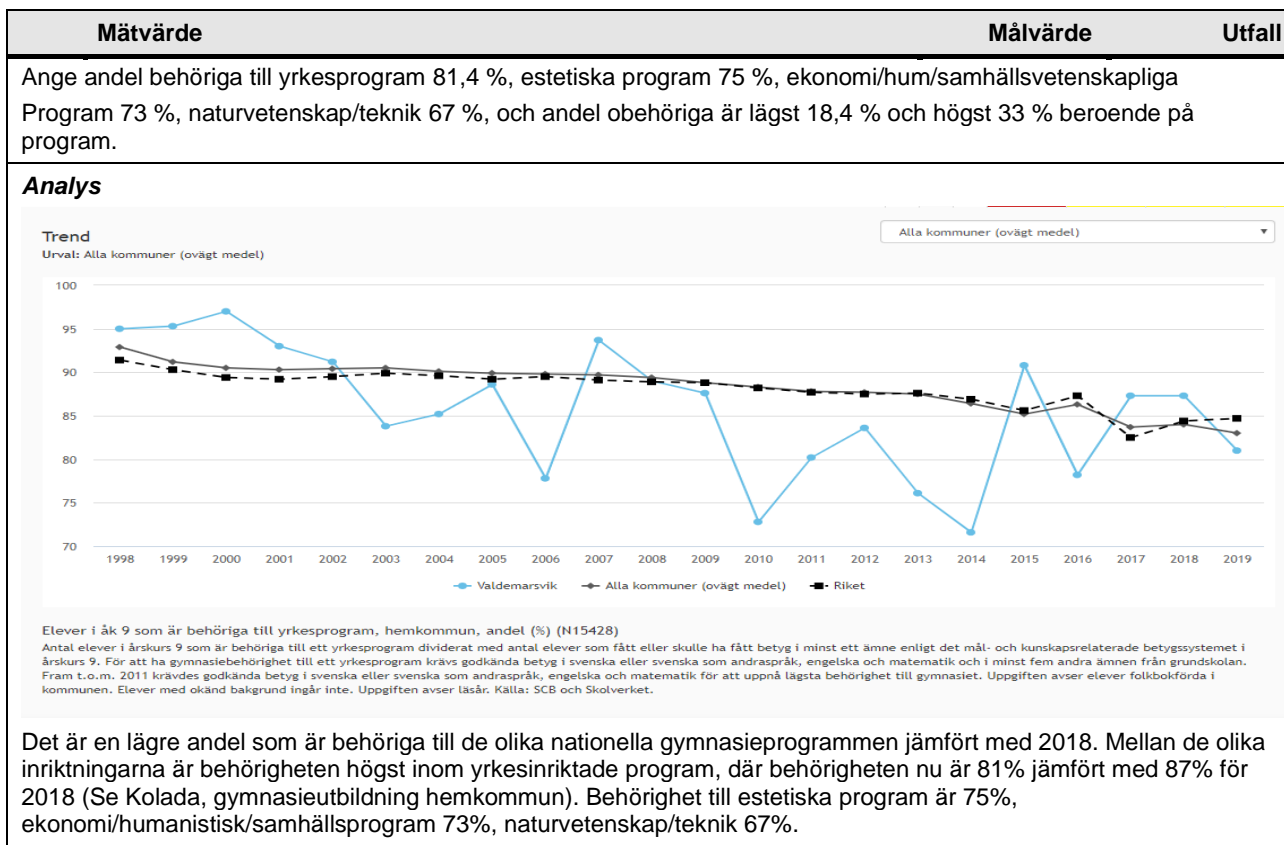 Mätvärde Målvärde Utfall
Ange andel behöriga till yrkesprogram 81,4 %, estetiska program 75 %, ekonomi/hum/samhällsvetenskapliga
Program 73 %, naturvetenskap/teknik 67 %, och andel obehöriga är lägst 18,4 % och högst 33 % beroende på
program.
Analys
Trend
Urval: Alla kommuner (ovägt medel)
Alla kommuner (ovägt medel)
100
95
90
85
80
75
70
1998 1999 2000 2001 2002 2003 2004 2005 2006 2007 2008 2009 2010 2011 2012 2013 2014 2015 2016 2017 2018 2019
Valdemarsvik Alla kommuner (ovägt medel) Riket
Elever i åk 9 som är behöriga till yrkesprogram, hemkommun, andel (%) (N15428)
Antal elever i årskurs 9 som är behöriga till ett yrkesprogram dividerat med antal elever som fått eller skulle ha fått betyg i minst ett ämne enligt det mål- och kunskapsrelaterade betygssystemet i
årskurs 9. För att ha gymnasiebehörighet till ett yrkesprogram krävs godkända betyg i svenska eller svenska som andraspråk, engelska och matematik och i minst fem andra ämnen från grundskolan.
Fram t.o.m. 2011 krävdes godkända betyg i svenska eller svenska som andraspråk, engelska och matematik för att uppnå lägsta behörighet till gymnasiet. Uppgiften avser elever folkbokförda i
kommunen. Elever med okänd bakgrund ingår inte. Uppgiften avser läsår. Källa: SCB och Skolverket.
Det är en lägre andel som är behöriga till de olika nationella gymnasieprogrammen jämfört med 2018. Mellan de olika
inriktningarna är behörigheten högst inom yrkesinriktade program, där behörigheten nu är 81% jämfört med 87% för
2018 (Se Kolada, gymnasieutbildning hemkommun). Behörighet till estetiska program är 75%,
ekonomi/humanistisk/samhällsprogram 73%, naturvetenskap/teknik 67%.